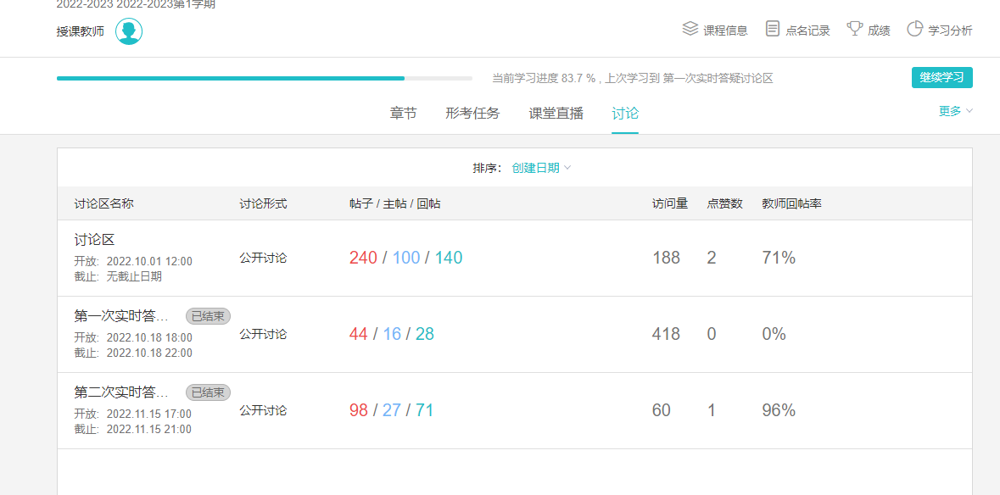 2022-2023 2022-2023第1学期
授课教师
课程信息 点名记录 成绩 学习分析
当前学习进度 83.7 % , 上次学习到 第一次实时答疑讨论区
继续学习
章节 形考任务 课堂直播 讨论
更多
排序： 创建日期
讨论区名称 讨论形式 帖子 / 主帖 / 回帖 访问量 点赞数 教师回帖率
讨论区
开放: 2022.10.01 12:00
截止: 无截止日期
公开讨论 240 / 100 / 140 188 2 71%
第一次实时答... 已结束
开放: 2022.10.18 18:00
截止: 2022.10.18 22:00
公开讨论 44 / 16 / 28 418 0 0%
第二次实时答... 已结束
开放: 2022.11.15 17:00
截止: 2022.11.15 21:00
公开讨论 98 / 27 / 71 60 1 96%